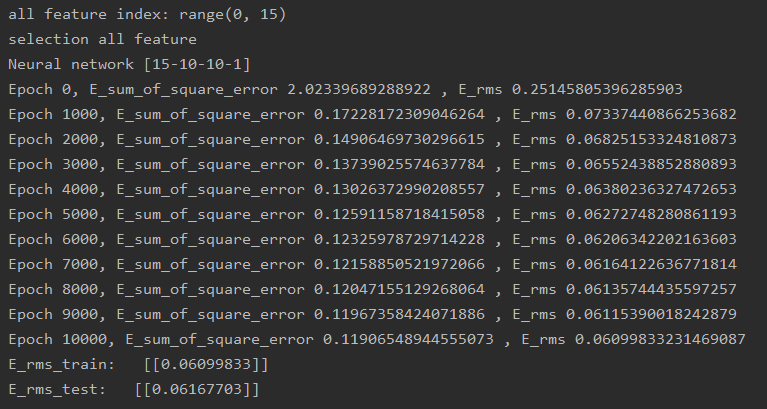 all feature index: range(0, 15)
selection all feature
Neural network [15-10-10-1]
Epoch 0, E_sum_of_square_error 2.02339689288922 , E_rms 0.25145805396285903
Epoch 1000, E_sum_of_square_error 0.17228172309046264 , E_rms 0.07337440866253682
Epoch 2000, E_sum_of_square_error 0.14906469730296615 , E_rms 0.06825153324810873
Epoch 3000, E_sum_of_square_error 0.13739025574637784 , E_rms 0.06552438852880893
Epoch 4000, E_sum_of_square_error 0.13026372990208557 , E_rms 0.06380236327472653
Epoch 5000, E_sum_of_square_error 0.12591158718415058 , E_rms 0.06272748280861193
Epoch 6000, E_sum_of_square_error 0.12325978729714228 , E_rms 0.06206342202163603
Epoch 7000, E_sum_of_square_error 0.12158850521972066 , E_rms 0.06164122636771814
Epoch 8000, E_sum_of_square_error 0.12047155129268064 , E_rms 0.06135744435597257
Epoch 9000, E_sum_of_square_error 0.11967358424071886 , E_rms 0.06115390018242879
Epoch 10000, E_sum_of_square_error 0.11906548944555073 , E_rms 0.06099833231469087
E_rms_train:   [[0.06099833]]
E_rms_test:   [[0.06167703]]